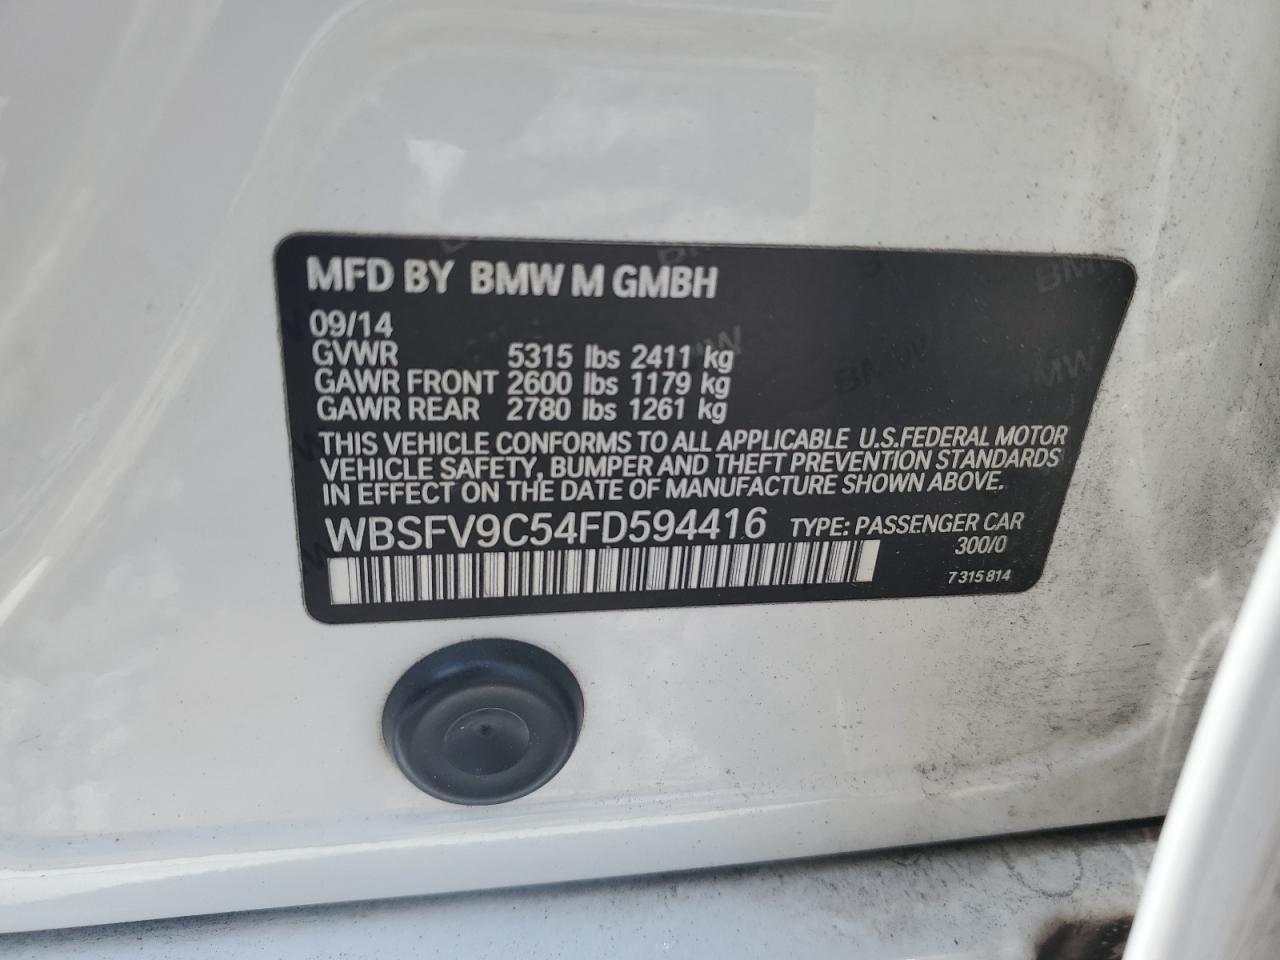 MFD BY BMW M GMBH
09/14
GVWR 5315 lbs 2411 kg
GAWR FRONT 2600 lbs 1179 kg
GAWR REAR 2780 lbs 1261 kg
THIS VEHICLE CONFORMS TO ALL APPLICABLE U.S.FEDERAL MOTOR
VEHICLE SAFETY, BUMPER AND THEFT PREVENTION STANDARDS
IN EFFECT ON THE DATE OF MANUFACTURE SHOWN ABOVE.
WBSFV9C54FD594416 TYPE: PASSENGER CAR
300/0
7 315 814